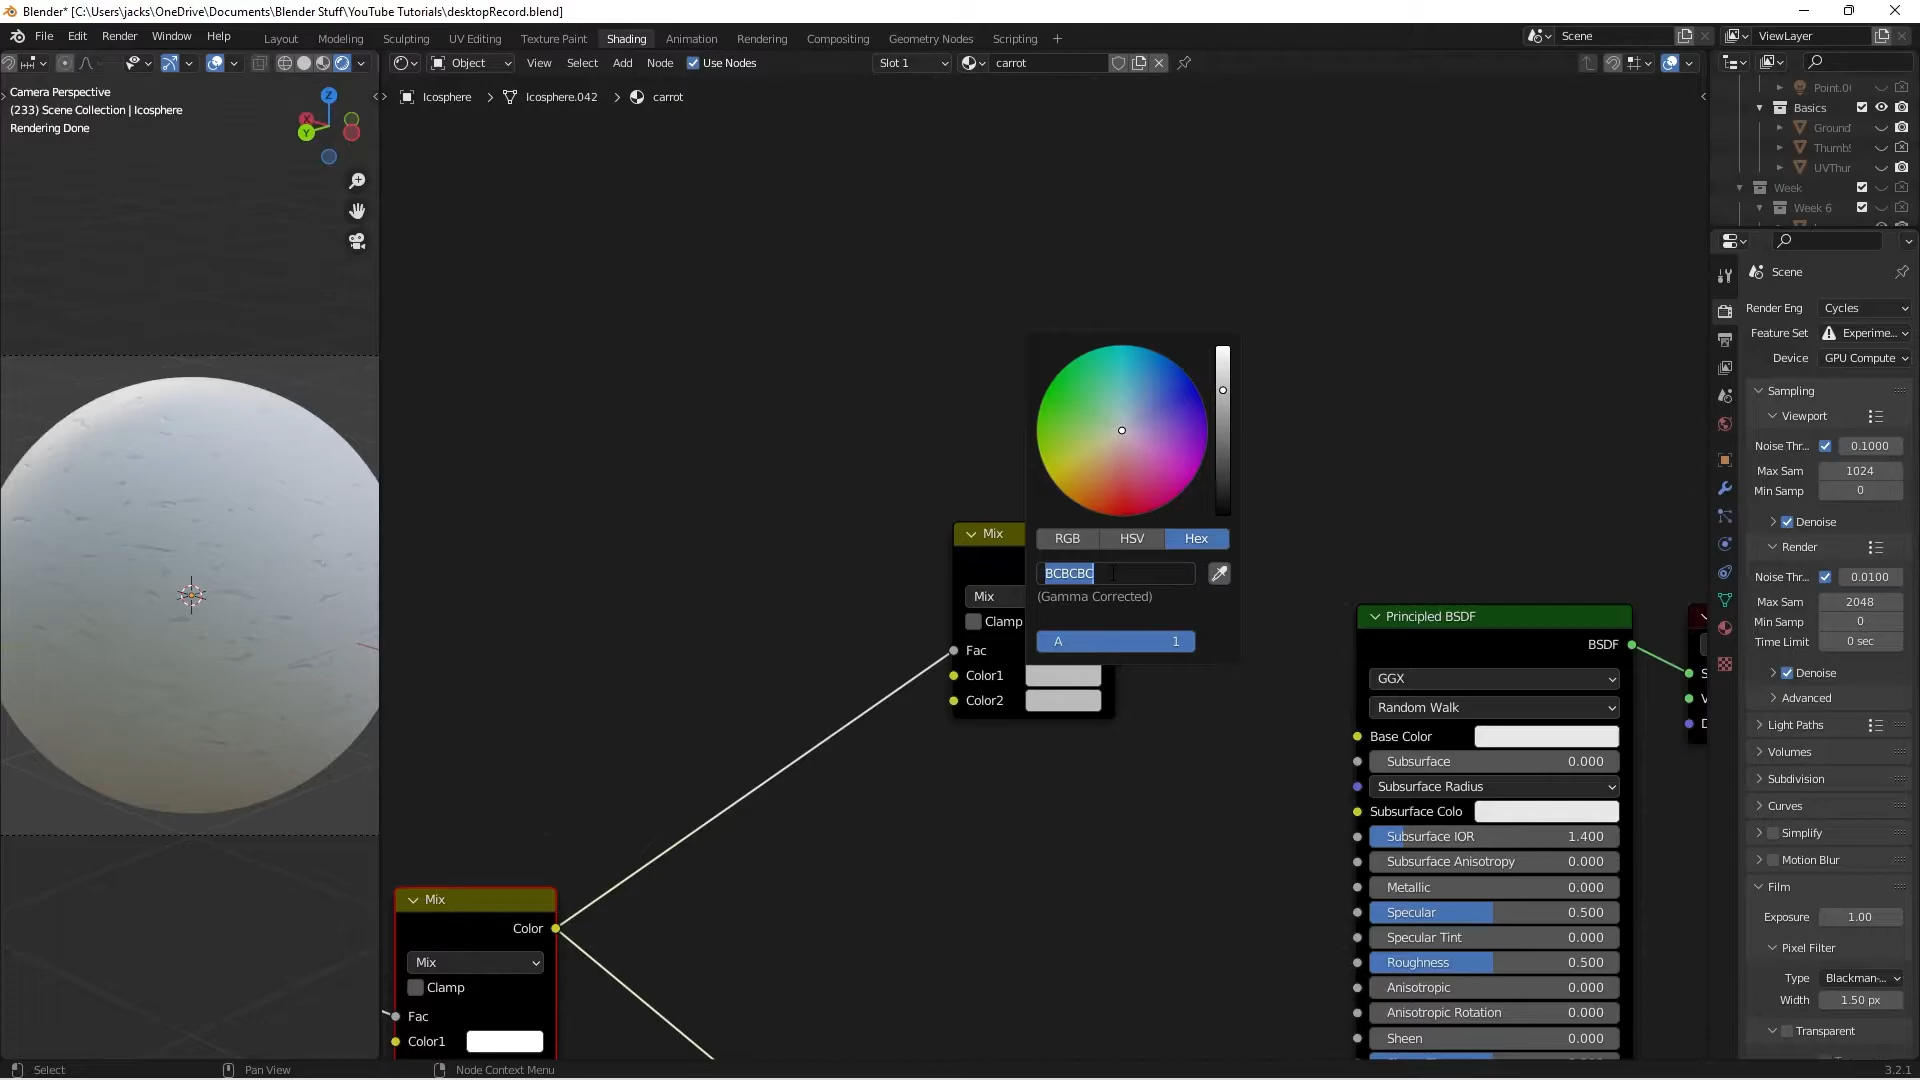 Blender* [C:\Users\jacks\OneDrive\Documents\Blender Stuff\YouTube Tutorials\desktopRecord.blend]
File Edit Render Window Help Layout Modeling Sculpting UV Editing Texture Paint Shading Animation Rendering Compositing Geometry Nodes Scripting + Scene ViewLayer
Object View Select Add Node Use Nodes Slot 1 carrot
Icosphere > Icosphere.042 > carrot
Camera Perspective
(233) Scene Collection | Icosphere
Rendering Done
Z
X
Y
Basics
Ground
UVThur
Week
Week 6
Scene
Render Eng Cycles
Feature Set Experime...
Device GPU Compute
Sampling
Viewport
Noise Thr... 0.1000
Max Sam 1024
Min Samp 0
Denoise
Render
Noise Thr... 0.0100
Max Sam 2048
Min Samp 0
Time Limit 0 sec
Denoise
Advanced
Light Paths
Volumes
Subdivision
Curves
Simplify
Motion Blur
Film
Exposure 1.00
Pixel Filter
Type Blackman-...
Width 1.50 px
Transparent
RGB HSV Hex
BCBCBC
(Gamma Corrected)
A 1
Mix
Mix
Clamp
Fac
Color1
Color2
Principled BSDF
BSDF
GGX
Random Walk
Base Color
Subsurface 0.000
Subsurface Radius
Subsurface Colo
Subsurface IOR 1.400
Subsurface Anisotropy 0.000
Metallic 0.000
Specular 0.500
Specular Tint 0.000
Roughness 0.500
Anisotropic 0.000
Anisotropic Rotation 0.000
Sheen 0.000
Mix
Color
Mix
Clamp
Fac
Color1
Select Pan View Node Context Menu 3.2.1